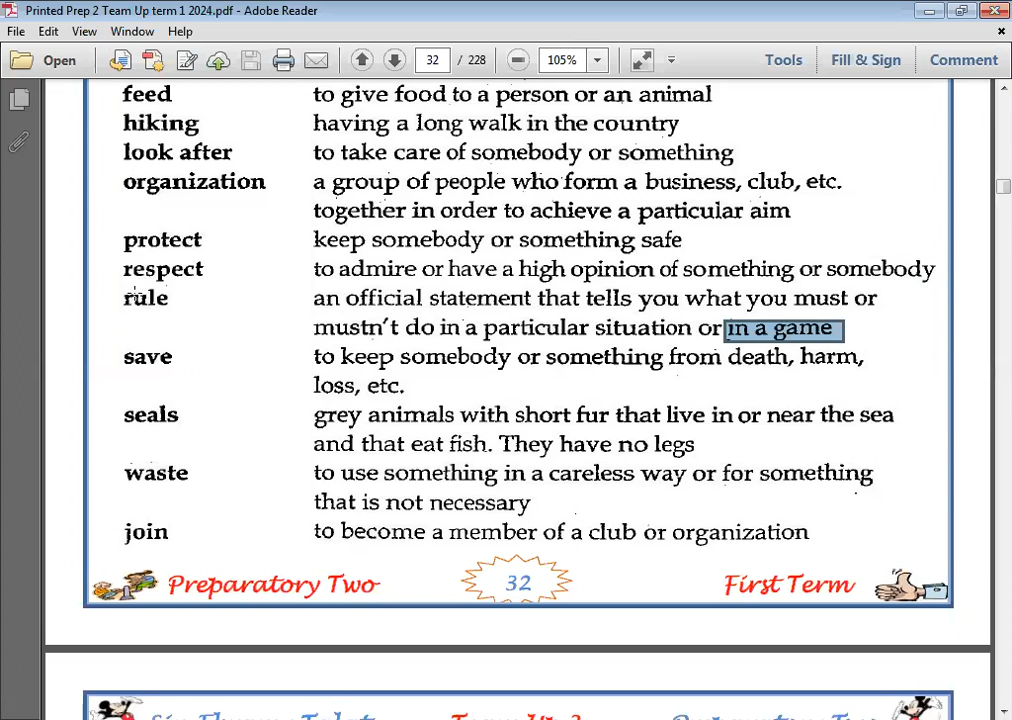 Printed Prep 2 Team Up term 1 2024.pdf - Adobe Reader
File Edit View Window Help
Open 32 / 228 105% Tools Fill & Sign Comment
feed to give food to a person or an animal
hiking having a long walk in the country
look after to take care of somebody or something
organization a group of people who form a business, club, etc.
together in order to achieve a particular aim
protect keep somebody or something safe
respect to admire or have a high opinion of something or somebody
rule an official statement that tells you what you must or
mustn't do in a particular situation or in a game
save to keep somebody or something from death, harm,
loss, etc.
seals grey animals with short fur that live in or near the sea
and that eat fish. They have no legs
waste to use something in a careless way or for something
that is not necessary
join to become a member of a club or organization
Preparatory Two 32 First Term